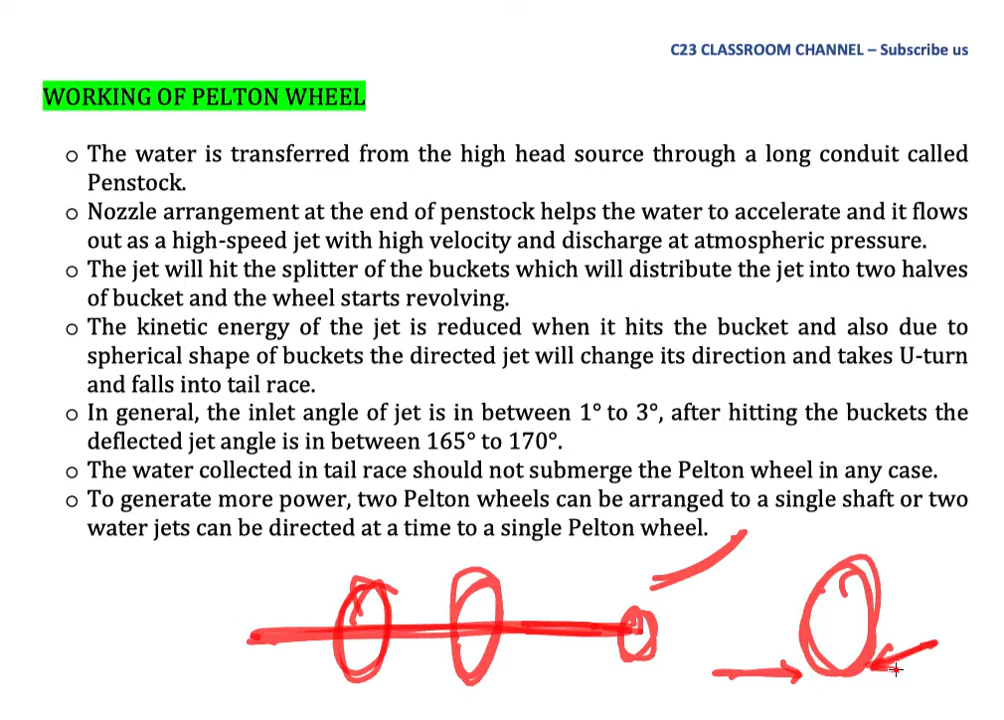 C23 CLASSROOM CHANNEL – Subscribe us
WORKING OF PELTON WHEEL
o The water is transferred from the high head source through a long conduit called
Penstock.
o Nozzle arrangement at the end of penstock helps the water to accelerate and it flows
out as a high-speed jet with high velocity and discharge at atmospheric pressure.
o The jet will hit the splitter of the buckets which will distribute the jet into two halves
of bucket and the wheel starts revolving.
o The kinetic energy of the jet is reduced when it hits the bucket and also due to
spherical shape of buckets the directed jet will change its direction and takes U-turn
and falls into tail race.
o In general, the inlet angle of jet is in between 1° to 3°, after hitting the buckets the
deflected jet angle is in between 165° to 170°.
o The water collected in tail race should not submerge the Pelton wheel in any case.
o To generate more power, two Pelton wheels can be arranged to a single shaft or two
water jets can be directed at a time to a single Pelton wheel.